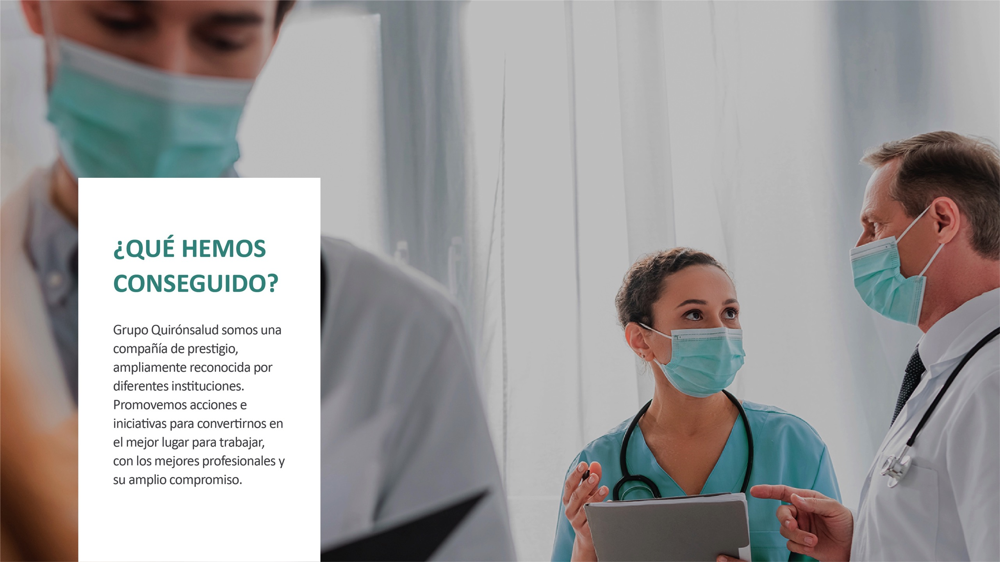 ¿QUÉ HEMOS
CONSEGUIDO?
Grupo Quirónsalud somos una
compañía de prestigio,
ampliamente reconocida por
diferentes instituciones.
Promovemos acciones e
iniciativas para convertirnos en
el mejor lugar para trabajar,
con los mejores profesionales y
su amplio compromiso.